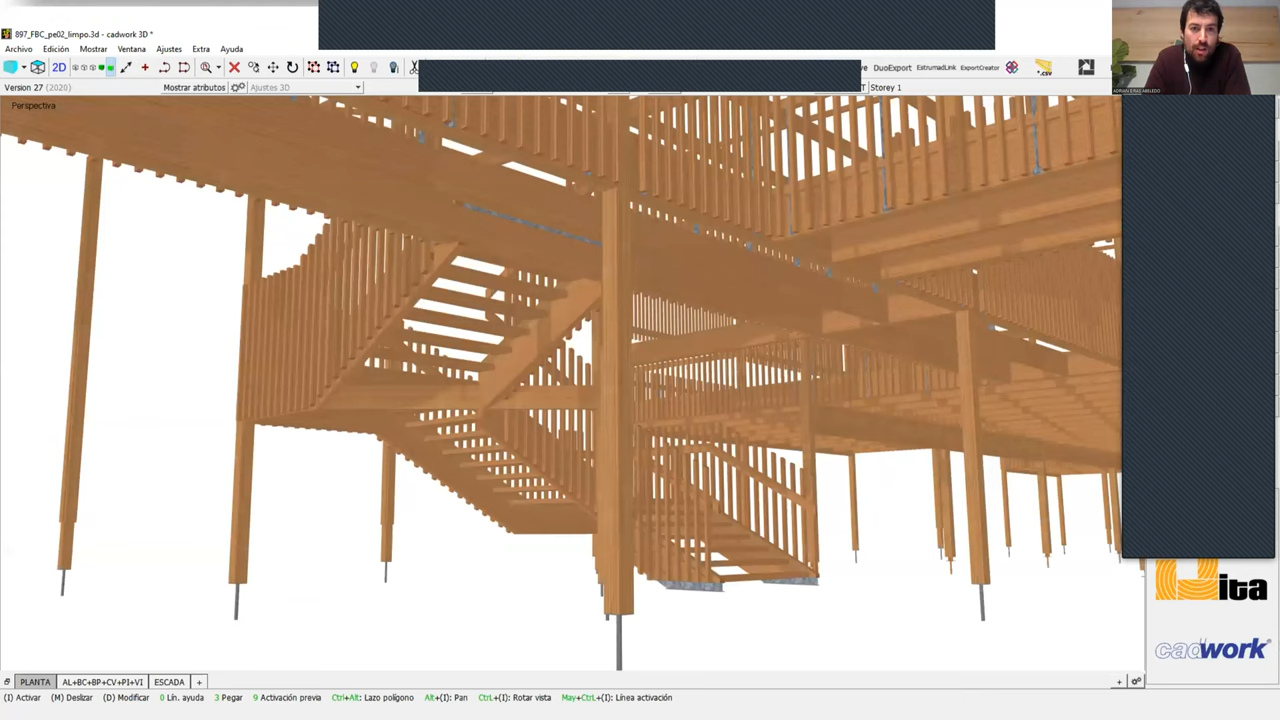 897_FBC_pe02_limpo.3d - cadwork 3D *
Archivo Edición Mostrar Ventana Ajustes Extra Ayuda
2D DuoExport EstrumadLink ExportCreator .CSV
Version 27 (2020) Mostrar atributos Ajustes 3D Storey 1
Perspectiva
ita
cadwork
PLANTA AL+BC+BP+CV+PI+VI ESCADA +
(I) Activar (M) Deslizar (D) Modificar 0 Lín. ayuda 3 Pegar 9 Activación previa Ctrl+Alt: Lazo polígono Alt+(I): Pan CtrL+(I): Rotar vista May+CtrL+(I): Línea activación